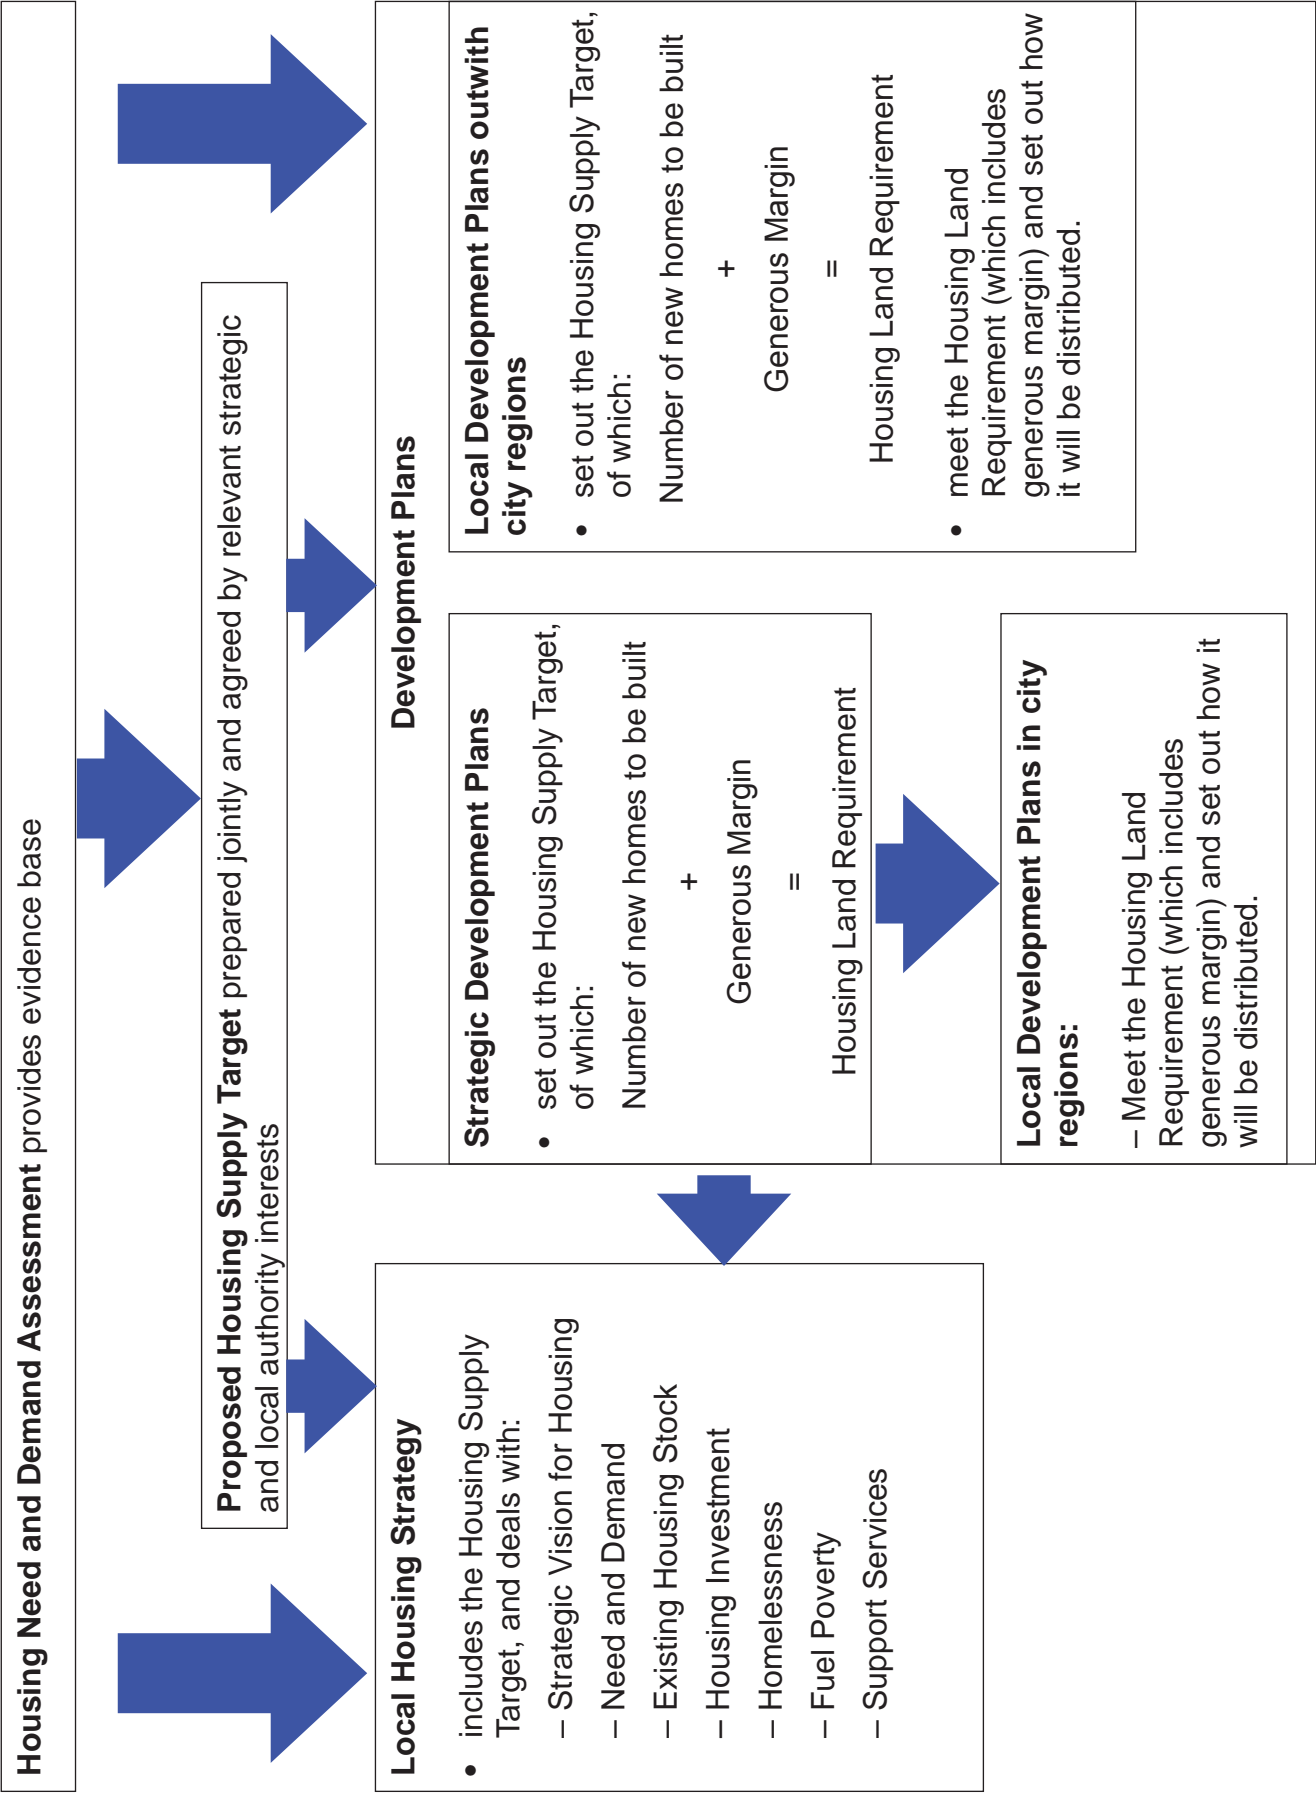 Housing Need and Demand Assessment provides evidence base
Proposed Housing Supply Target prepared jointly and agreed by relevant strategic
and local authority interests
Local Housing Strategy
• includes the Housing Supply
Target, and deals with:
– Strategic Vision for Housing
– Need and Demand
– Existing Housing Stock
– Housing Investment
– Homelessness
– Fuel Poverty
– Support Services
Development Plans
Strategic Development Plans
• set out the Housing Supply Target,
of which:
Number of new homes to be built
+
Generous Margin
=
Housing Land Requirement
Local Development Plans in city
regions:
– Meet the Housing Land
Requirement (which includes
generous margin) and set out how it
will be distributed.
Local Development Plans outwith
city regions
• set out the Housing Supply Target,
of which:
Number of new homes to be built
+
Generous Margin
=
Housing Land Requirement
• meet the Housing Land
Requirement (which includes
generous margin) and set out how
it will be distributed.